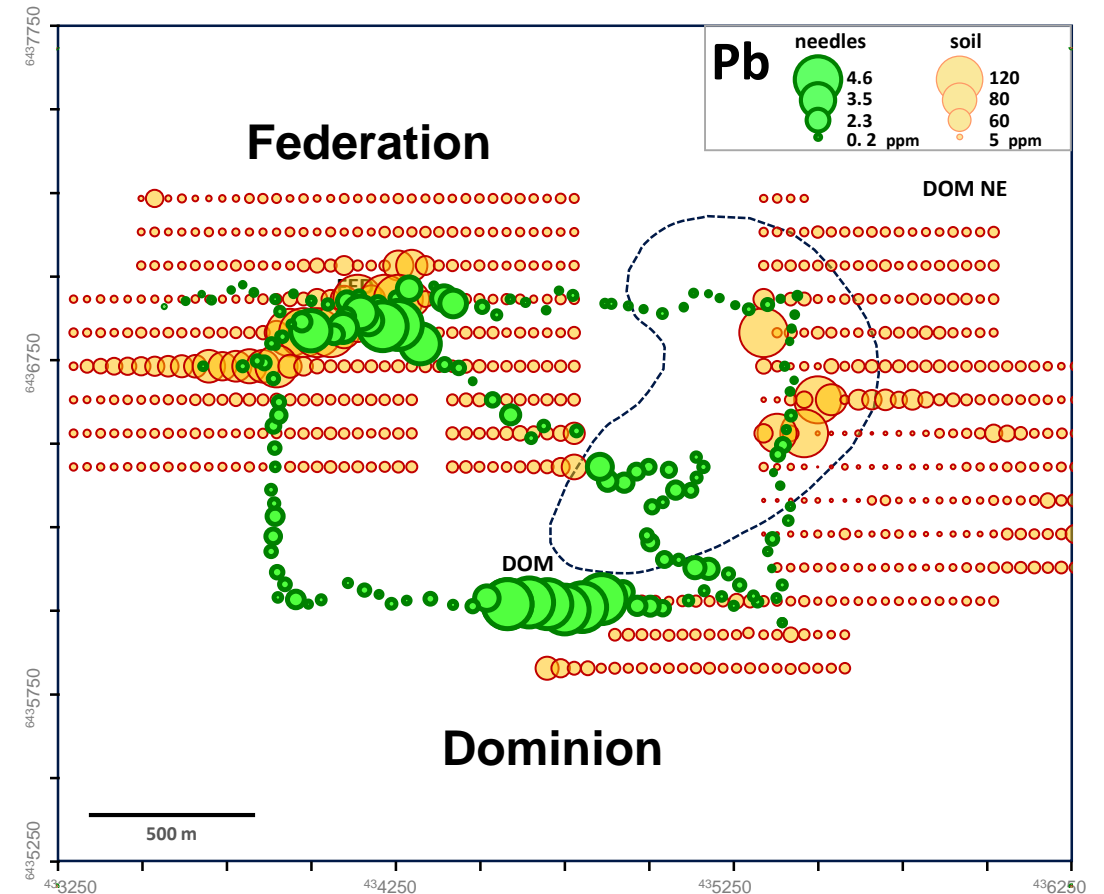 Pb
needles
soil
4.6
120
3.5
80
2.3
60
0. 2 ppm
5 ppm
Federation
DOM NE
FED
DOM
Dominion
500 m
6437750
6436750
6435750
6435250
433250
434250
435250
436250